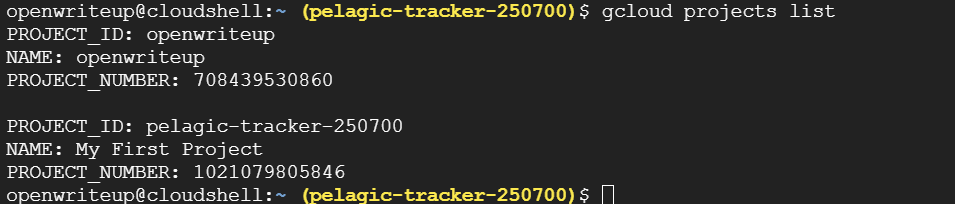 openwriteup@cloudshell:~ (pelagic-tracker-250700)$ gcloud projects list
PROJECT_ID: openwriteup
NAME: openwriteup
PROJECT_NUMBER: 708439530860
PROJECT_ID: pelagic-tracker-250700
NAME: My First Project
PROJECT_NUMBER: 1021079805846
openwriteup@cloudshell:~ (pelagic-tracker-250700)$